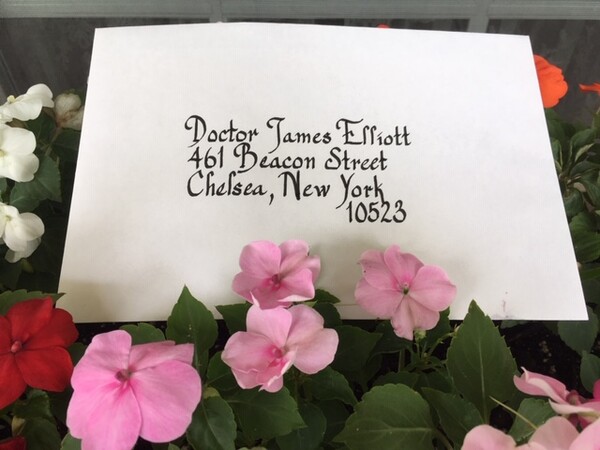 Doctor James Elliott
461 Beacon Street
Chelsea, New York
10523